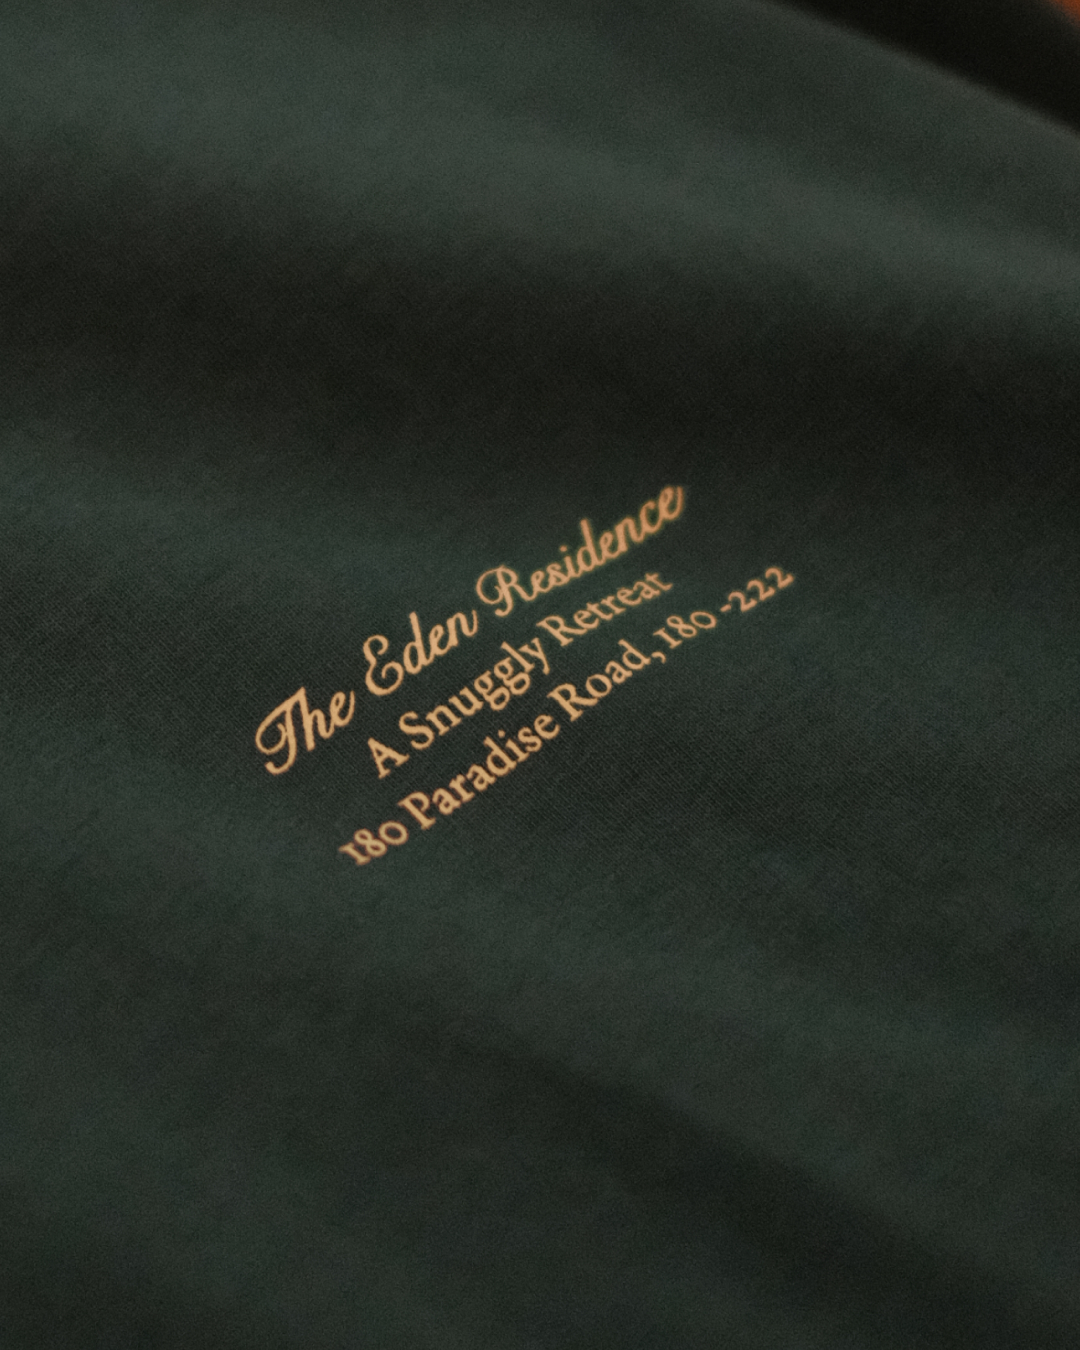 The Eden Residence
A Snuggly Retreat
180 Paradise Road, 180 -222